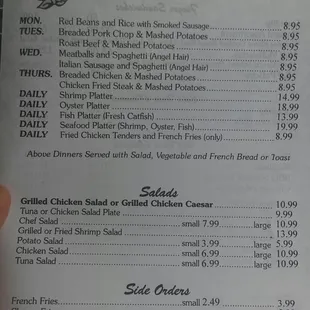 MON. Red Beans and Rice with Smoked Sausage 8.95
TUES. Breaded Pork Chop & Mashed Potatoes 8.95
Roast Beef & Mashed Potatoes 8.95
WED. Meatballs and Spaghetti (Angel Hair) 8.95
Italian Sausage and Spaghetti (Angel Hair) 8.95
THURS. Breaded Chicken & Mashed Potatoes 8.95
Chicken Fried Steak & Mashed Potatoes 8.95
DAILY Shrimp Platter 14.99
DAILY Oyster Platter 18.99
DAILY Fish Platter (Fresh Catfish) 13.99
DAILY Seafood Platter (Shrimp, Oyster, Fish) 19.99
DAILY Fried Chicken Tenders and French Fries (only) 8.99
Above Dinners Served with Salad, Vegetable and French Bread or Toast
Salads
Grilled Chicken Salad or Grilled Chicken Caesar 10.99
Tuna or Chicken Salad Plate 9.99
Chef Salad small 7.99 large 10.99
Grilled or Fried Shrimp Salad 13.99
Potato Salad small 3.99 large 5.99
Chicken Salad small 6.99 large 10.99
Tuna Salad small 6.99 large 10.99
Side Orders
French Fries small 2.49 3.99